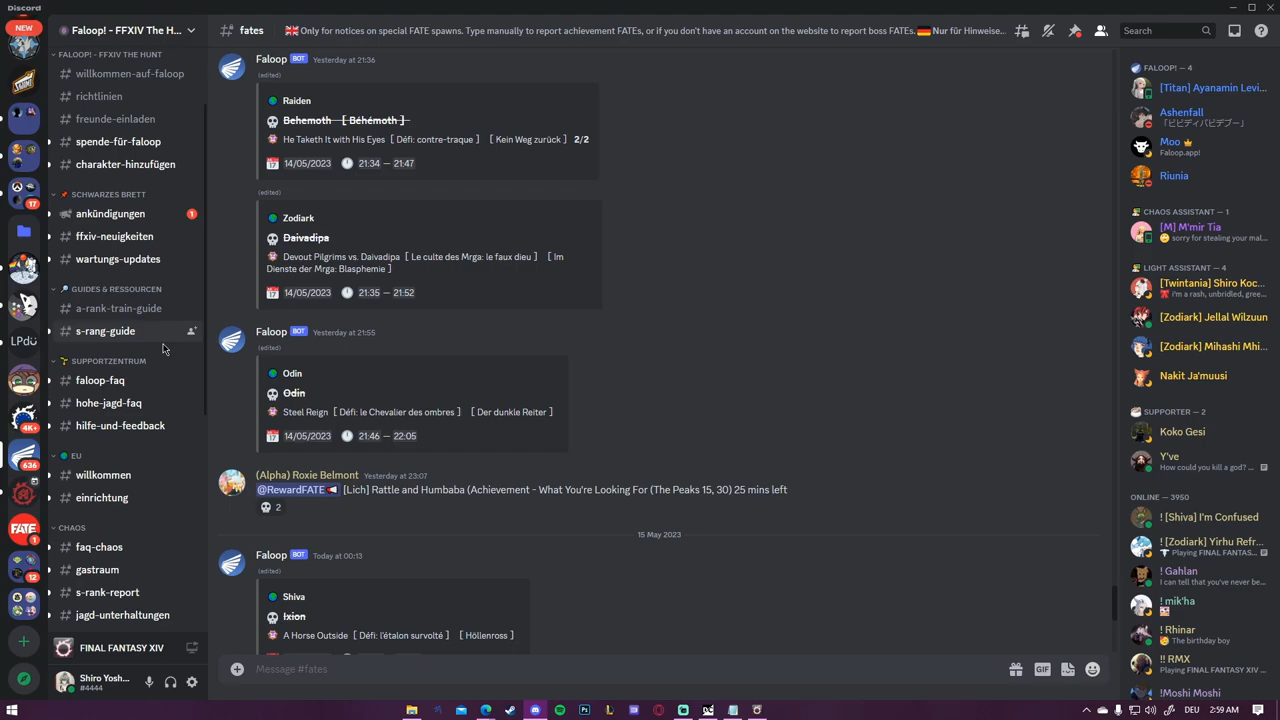 Discord
NEW
17
4K+
636
FATE
1
12
Faloop! - FFXIV The Hunt
FALOOP! - FFXIV THE HUNT
willkommen-auf-faloop
richtlinien
freunde-einladen
spende-für-faloop
charakter-hinzufügen
SCHWARZES BRETT
ankündigungen 1
ffxiv-neuigkeiten
wartungs-updates
GUIDES & RESSOURCEN
a-rank-train-guide
s-rang-guide
SUPPORTZENTRUM
faloop-faq
hohe-jagd-faq
hilfe-und-feedback
EU
willkommen
einrichtung
CHAOS
faq-chaos
gastraum
s-rank-report
jagd-unterhaltungen
FINAL FANTASY XIV
Shiro Yosh...
#4444
fates
Only for notices on special FATE spawns. Type manually to report achievement FATEs, or if you don't have an account on the website to report boss FATEs. Nur für Hinweise...
Search
Faloop BOT Yesterday at 21:36
(edited)
Raiden
Behemoth [ Béhémoth ]
He Taketh It with His Eyes [ Défi: contre-traque ] [ Kein Weg zurück ] 2/2
14/05/2023 21:34 — 21:47
(edited)
Zodiark
Daivadipa
Devout Pilgrims vs. Daivadipa [ Le culte des Mrga: le faux dieu ] [ Im
Dienste der Mrga: Blasphemie ]
14/05/2023 21:35 — 21:52
Faloop BOT Yesterday at 21:55
(edited)
Odin
Odin
Steel Reign [ Défi: le Chevalier des ombres ] [ Der dunkle Reiter ]
14/05/2023 21:46 — 22:05
(Alpha) Roxie Belmont Yesterday at 23:07
@RewardFATE [Lich] Rattle and Humbaba (Achievement - What You're Looking For (The Peaks 15, 30) 25 mins left
2
15 May 2023
Faloop BOT Today at 00:13
(edited)
Shiva
Ixion
A Horse Outside [ Défi: l'étalon survolté ] [ Höllenross ]
Message #fates
GIF
FALOOP! — 4
[Titan] Ayanamin Levi...
Ashenfall
「ビビディバビデブー」
Moo
Faloop.app!
Riunia
CHAOS ASSISTANT — 1
[M] M'mir Tia
sorry for stealing your mal...
LIGHT ASSISTANT — 4
[Twintania] Shiro Koc...
i'm a rash, unbridled, gree...
[Zodiark] Jellal Wilzuun
[Zodiark] Mihashi Mhi...
Nakit Ja'muusi
SUPPORTER — 2
Koko Gesi
Y've
How could you kill a god? ...
ONLINE — 3950
! [Shiva] I'm Confused
! [Zodiark] Yirhu Refr...
Playing FINAL FANTAS...
! Gahlan
I can tell that you've never be...
! mik'ha
! Rhinar
The birthday boy
!! RMX
Playing FINAL FANTASY XIV ...
!Moshi Moshi
DEU 2:59 AM